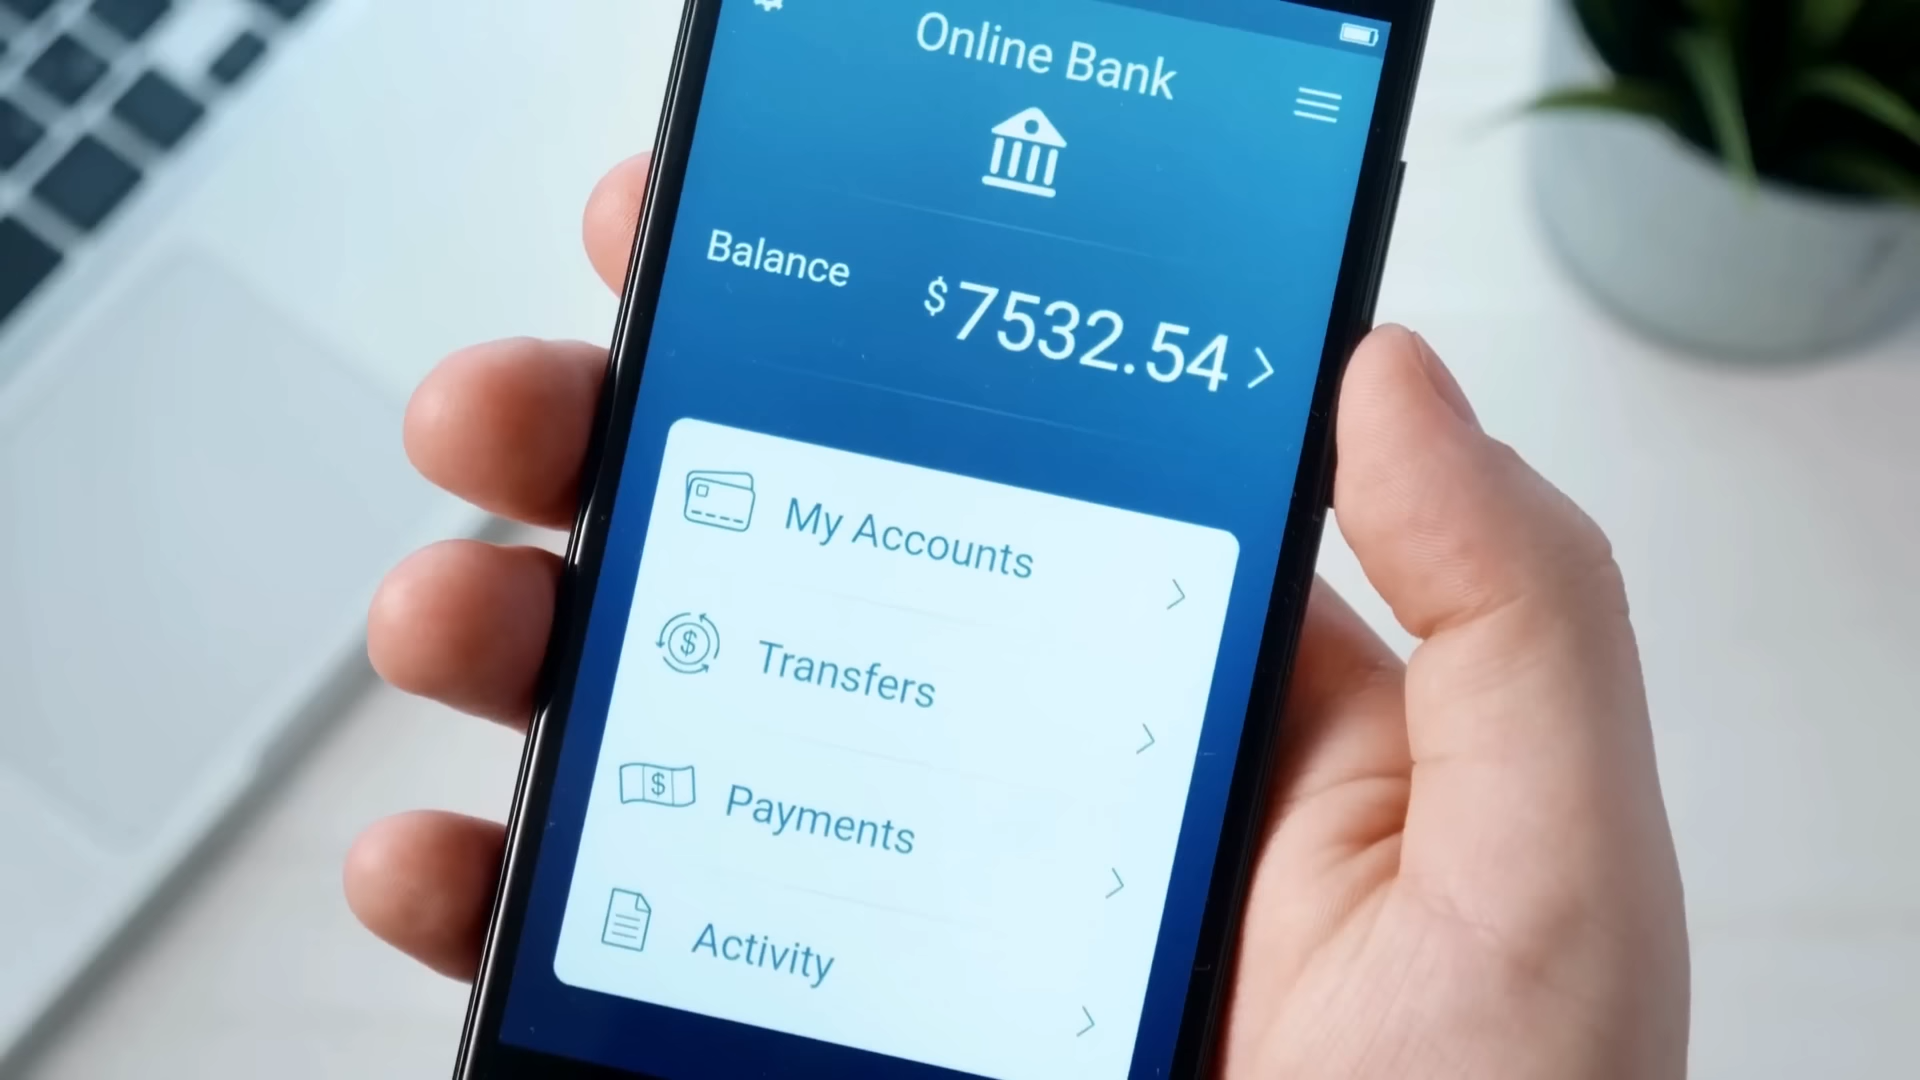 Online Bank
Balance $7532.54
My Accounts
Transfers
Payments
Activity